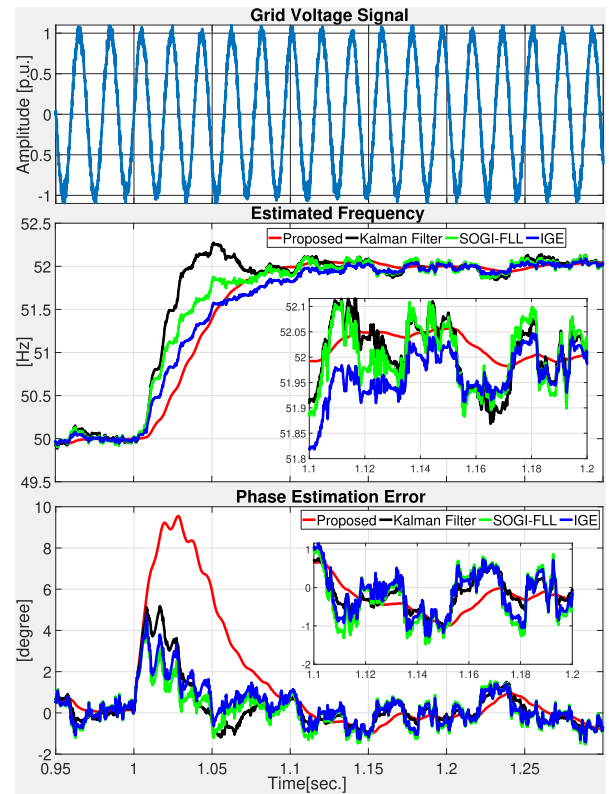 Grid Voltage Signal
Amplitude [p.u.]
1
0.5
0
-0.5
-1
Estimated Frequency
[Hz]
52.5
52
51.5
51
50.5
50
49.5
Proposed Kalman Filter SOGI-FLL IGE
52.1
52.05
52
51.95
51.9
51.85
51.8
1.1 1.12 1.14 1.16 1.18 1.2
Phase Estimation Error
[degree]
10
8
6
4
2
0
-2
Proposed Kalman Filter SOGI-FLL IGE
1
0
-1
-2
1.1 1.12 1.14 1.16 1.18 1.2
0.95 1 1.05 1.1 1.15 1.2 1.25
Time[sec.]